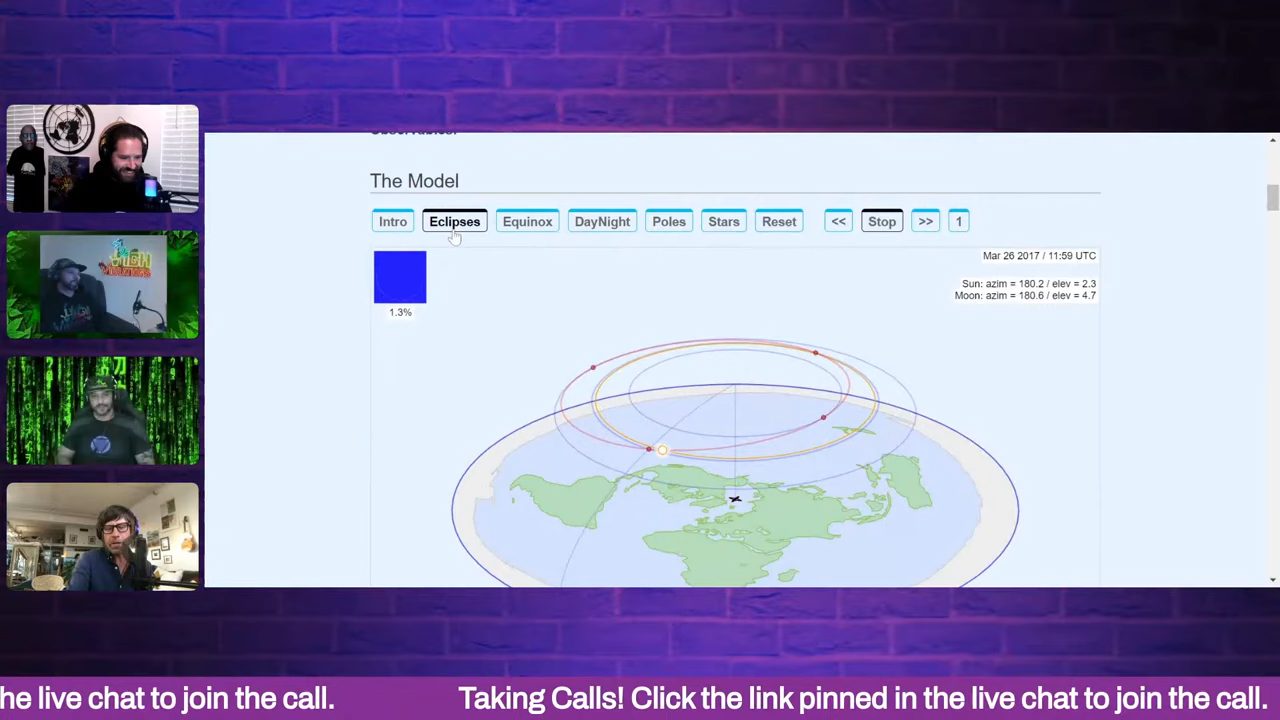 The Model
Intro Eclipses Equinox DayNight Poles Stars Reset << Stop >> 1
Mar 26 2017 / 11:59 UTC
Sun: azim = 180.2 / elev = 2.3
Moon: azim = 180.6 / elev = 4.7
1.3%
HIGH
he live chat to join the call. Taking Calls! Click the link pinned in the live chat to join the call.